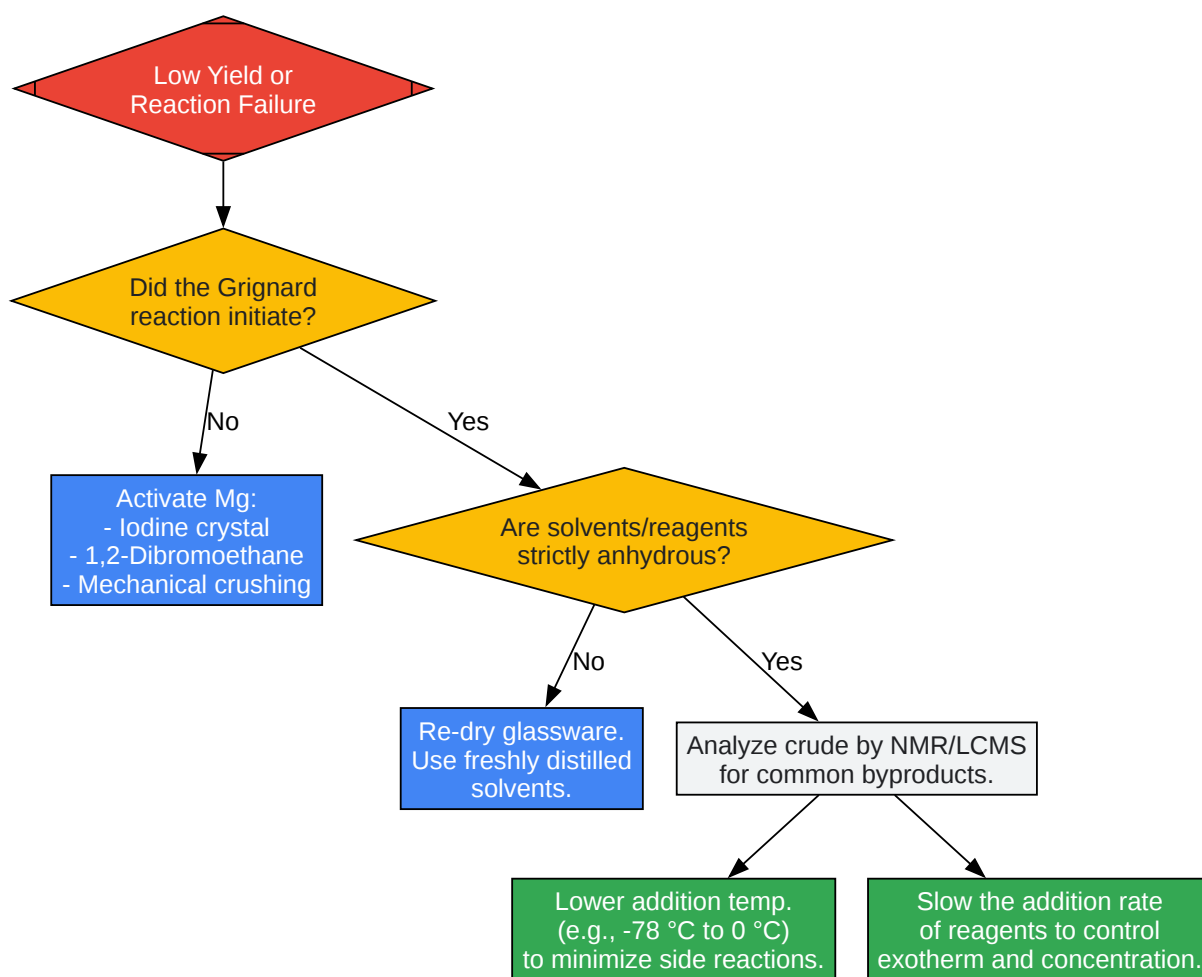 Low Yield or
Reaction Failure
Did the Grignard
reaction initiate?
No
Yes
Activate Mg:
- Iodine crystal
- 1,2-Dibromoethane
- Mechanical crushing
Are solvents/reagents
strictly anhydrous?
No
Yes
Re-dry glassware.
Use freshly distilled
solvents.
Analyze crude by NMR/LCMS
for common byproducts.
Lower addition temp.
(e.g., -78 °C to 0 °C)
to minimize side reactions.
Slow the addition rate
of reagents to control
exotherm and concentration.